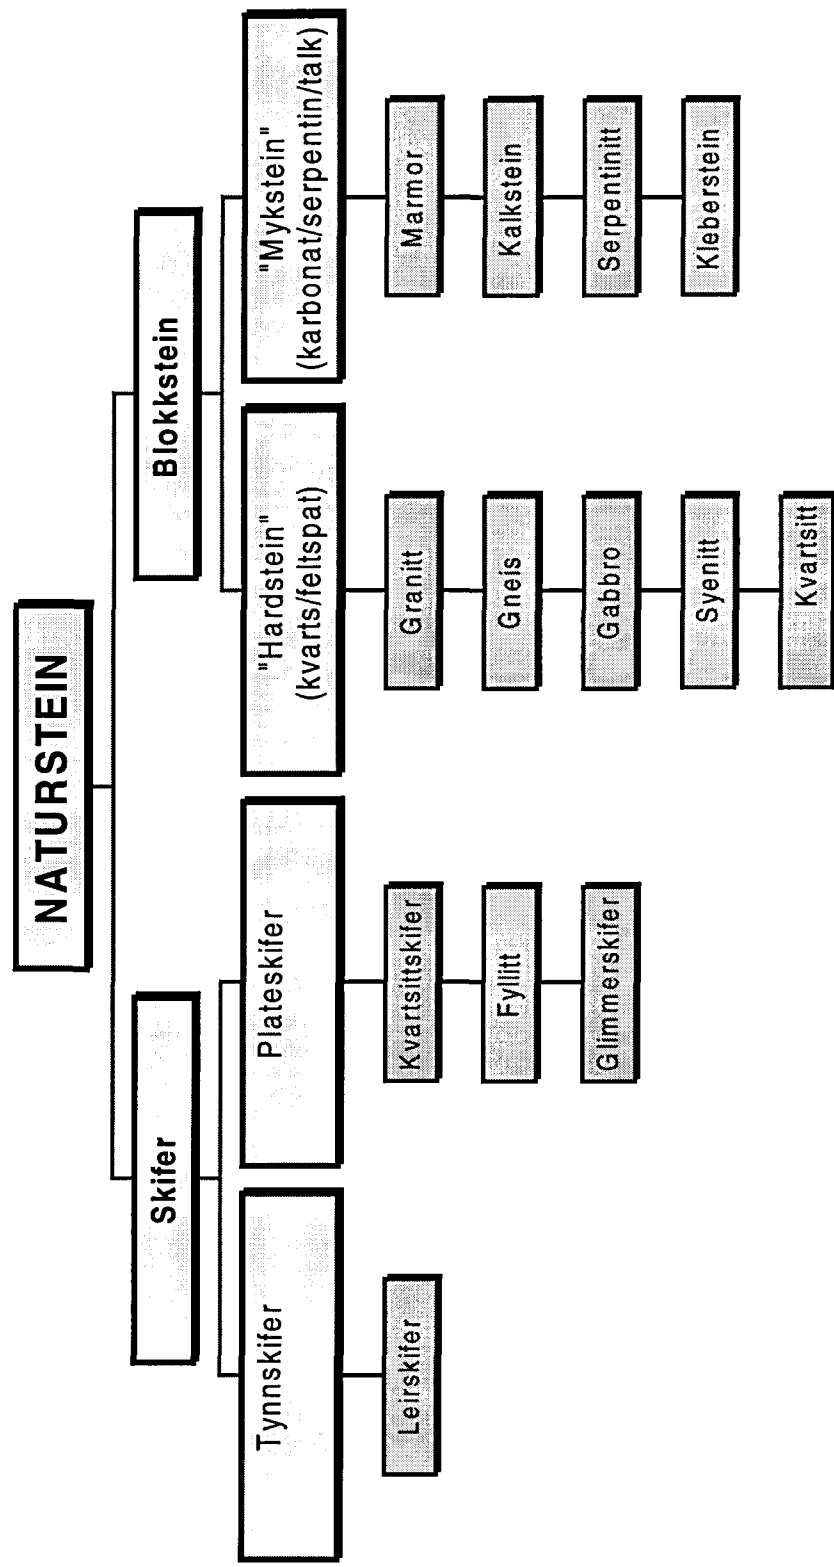 NATURSTEIN
Skifer
Blokkstein
Tynnskifer
Plateskifer
"Hardstein"
(kvarts/feltspat)
"Mykstein"
(karbonat/serpentin/talk)
Leirskifer
Kvartsittskifer
Fyllitt
Glimmerskifer
Granitt
Gneis
Gabbro
Syenitt
Kvartsitt
Marmor
Kalkstein
Serpentinitt
Kleberstein